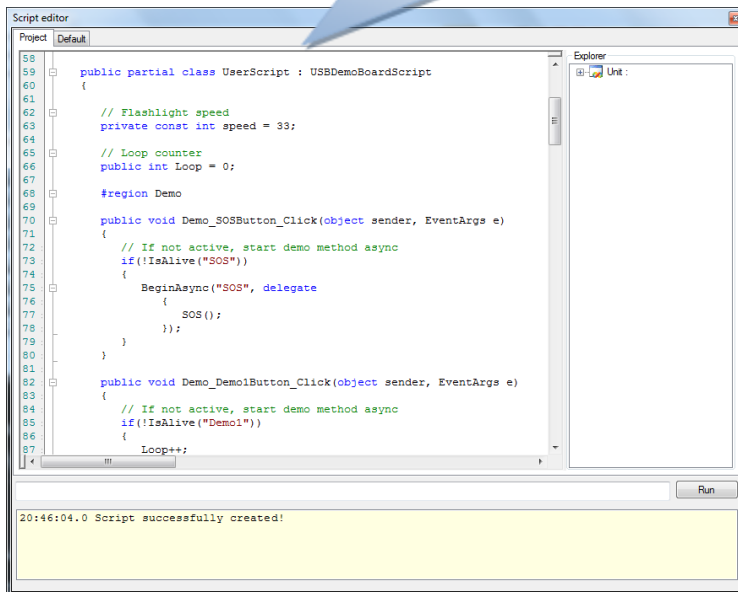 Script editor
Project Default
58
59 public partial class UserScript : USBDemoBoardScript
60 {
61
62 // Flashlight speed
63 private const int speed = 33;
64
65 // Loop counter
66 public int Loop = 0;
67
68 #region Demo
69
70 public void Demo_SOSButton_Click(object sender, EventArgs e)
71 {
72 // If not active, start demo method async
73 if(!IsAlive("SOS"))
74 {
75 BeginAsync("SOS", delegate
76 {
77 SOS();
78 });
79 }
80 }
81
82 public void Demo_Demo1Button_Click(object sender, EventArgs e)
83 {
84 // If not active, start demo method async
85 if(!IsAlive("Demo1"))
86 {
87 Loop++;
Explorer
Unit :
Run
20:46:04.0 Script successfully created!